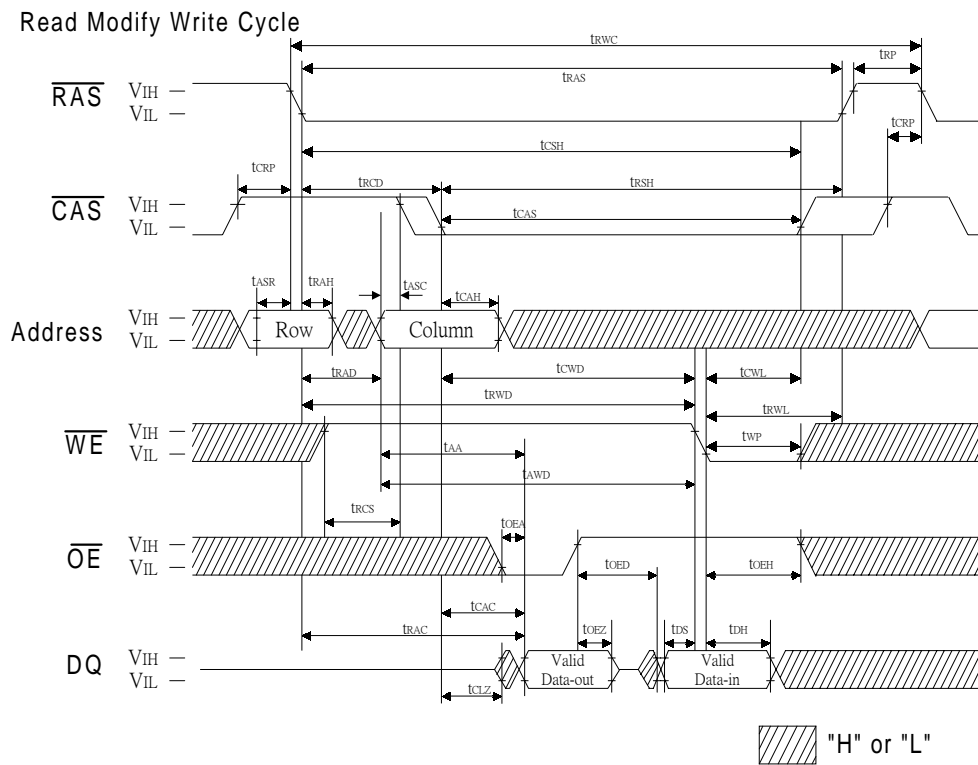 Read Modify Write Cycle
tRWC
tRP
tRAS
RAS
VIH
VIL
tCRP
tCSH
tCRP
tRCD
tRSH
CAS
VIH
VIL
tCAS
tASR
tRAH
tASC
tCAH
Address
VIH
VIL
Row
Column
tRAD
tCWD
tCWL
tRWD
tRWL
WE
VIH
VIL
tWP
tAA
tAWD
tRCS
tOEA
OE
VIH
VIL
tOED
tOEH
tCAC
tRAC
tOEZ
tDS
tDH
DQ
VIH
VIL
Valid
Data-out
Valid
Data-in
tCLZ
"H" or "L"